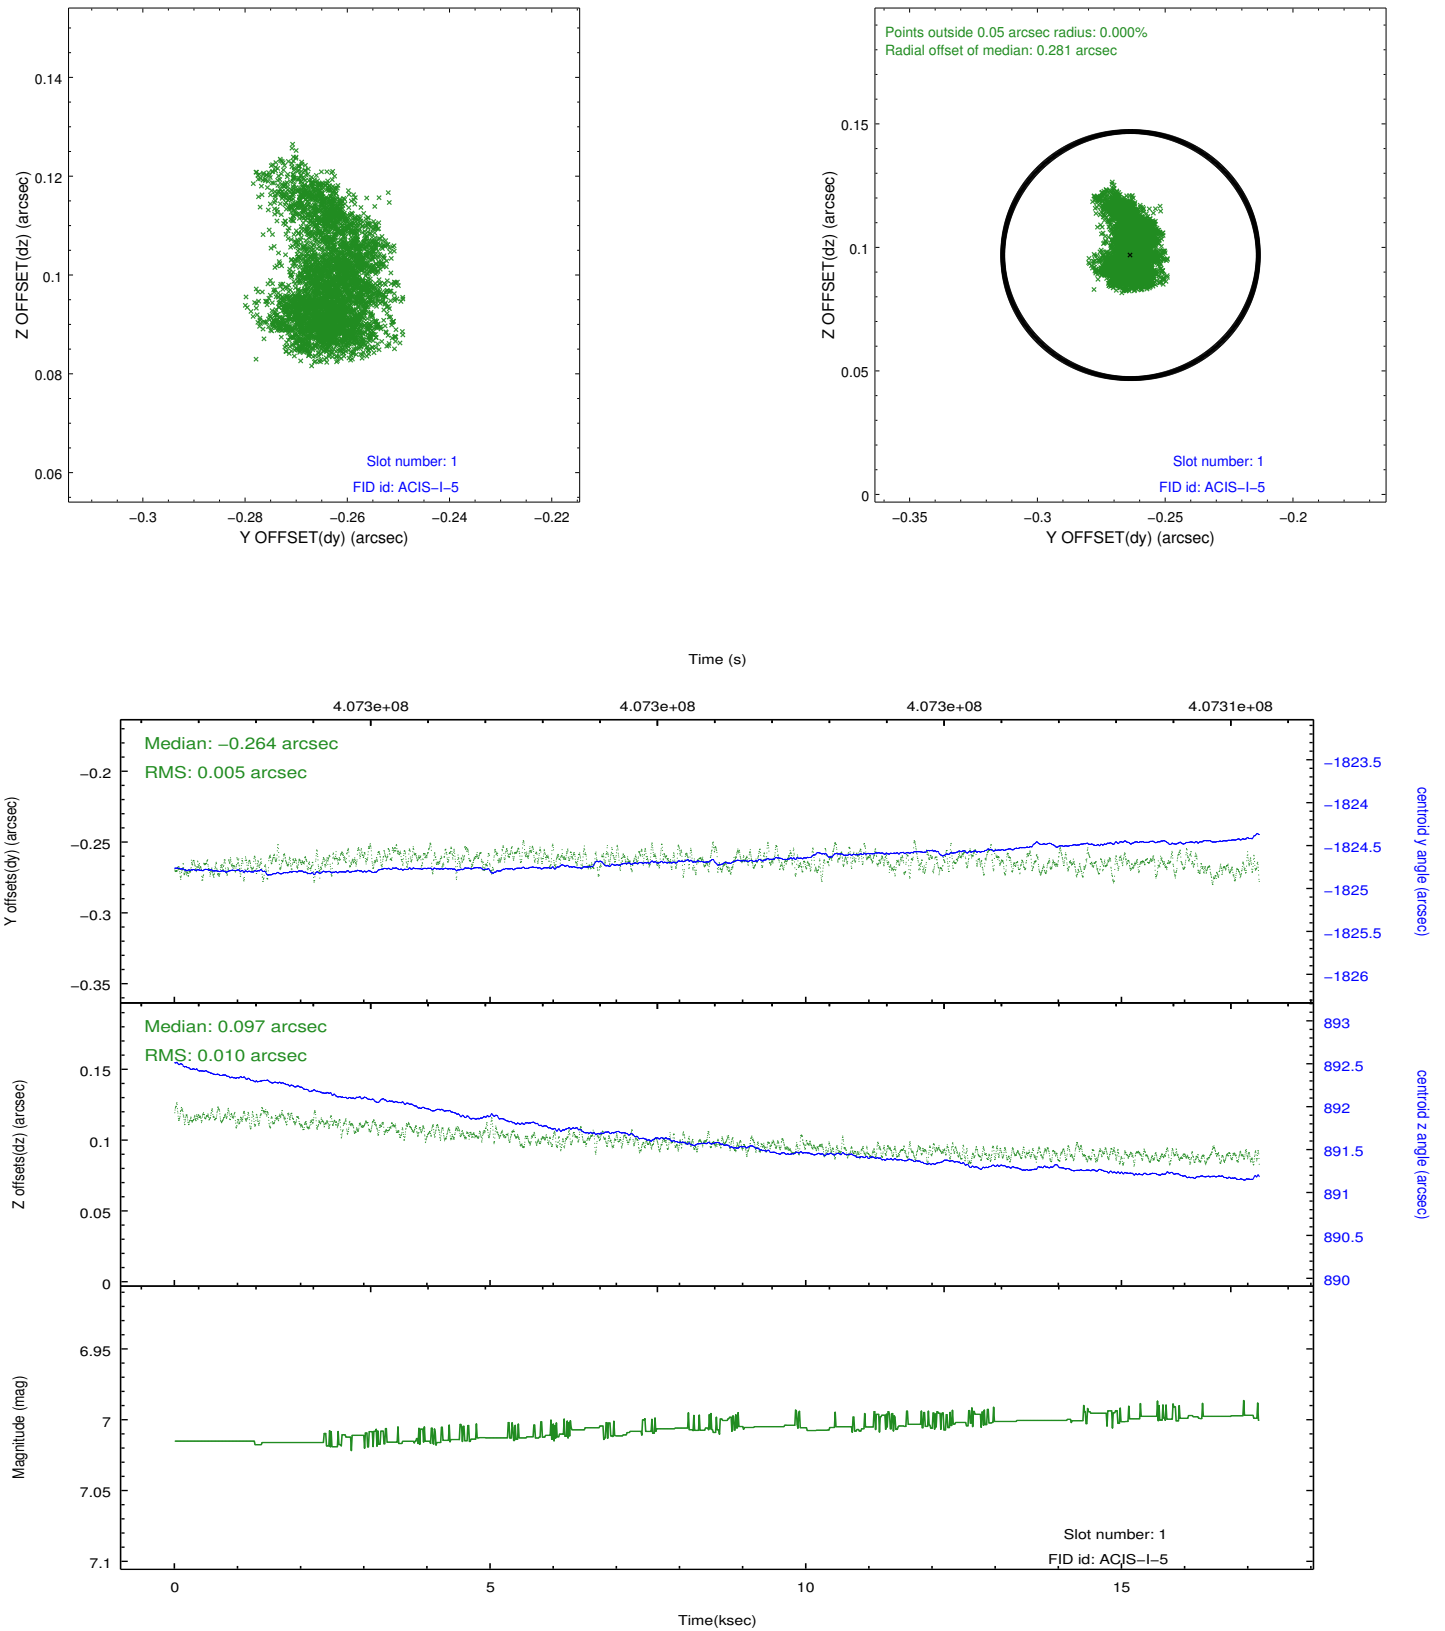 0.14
0.12
0.1
0.08
0.06
Z OFFSET(dz) (arcsec)
Slot number: 1
FID id: ACIS−I−5
−0.3
−0.28
−0.26
−0.24
−0.22
Y OFFSET(dy) (arcsec)
Points outside 0.05 arcsec radius: 0.000%
Radial offset of median: 0.281 arcsec
0.15
0.1
0.05
0
Z OFFSET(dz) (arcsec)
Slot number: 1
FID id: ACIS−I−5
−0.35
−0.3
−0.25
−0.2
Y OFFSET(dy) (arcsec)
Time (s)
4.073e+08
4.073e+08
4.073e+08
4.0731e+08
Median: −0.264 arcsec
RMS: 0.005 arcsec
−0.2
−0.25
−0.3
−0.35
Y offsets(dy) (arcsec)
−1823.5
−1824
−1824.5
−1825
−1825.5
−1826
centroid y angle (arcsec)
Median: 0.097 arcsec
RMS: 0.010 arcsec
0.15
0.1
0.05
0
Z offsets(dz) (arcsec)
893
892.5
892
891.5
891
890.5
890
centroid z angle (arcsec)
6.95
7
7.05
7.1
Magnitude (mag)
Slot number: 1
FID id: ACIS−I−5
0
5
10
15
Time(ksec)